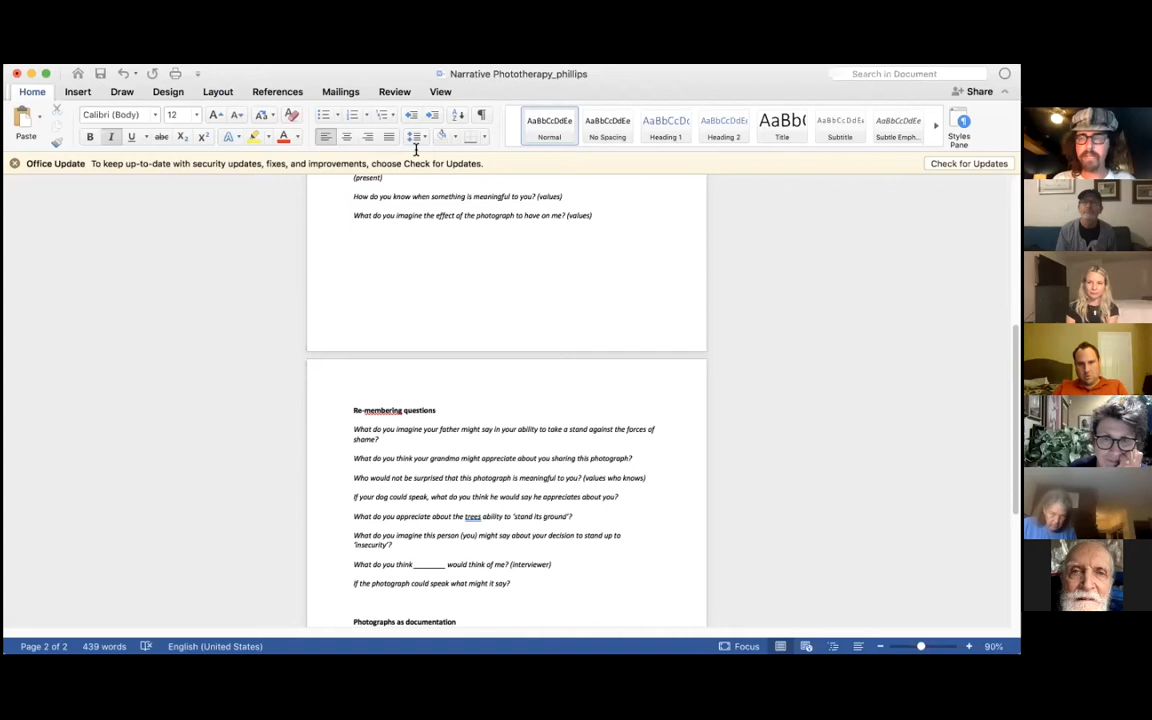 Narrative Phototherapy_phillips
Search in Document
Home Insert Draw Design Layout References Mailings Review View
Share
Paste
Calibri (Body) 12
B I U abc X₂ X² A A
AaBbCcDdEe AaBbCcDdEe AaBbCcDc AaBbCcDdEe AaBb( AaBbCcDdEe AaBbCcDdEe
Normal No Spacing Heading 1 Heading 2 Title Subtitle Subtle Emph...
Styles
Pane
Office Update To keep up-to-date with security updates, fixes, and improvements, choose Check for Updates.
Check for Updates
(present)
How do you know when something is meaningful to you? (values)
What do you imagine the effect of the photograph to have on me? (values)
Re-membering questions
What do you imagine your father might say in your ability to take a stand against the forces of
shame?
What do you think your grandma might appreciate about you sharing this photograph?
Who would not be surprised that this photograph is meaningful to you? (values who knows)
If your dog could speak, what do you think he would say he appreciates about you?
What do you appreciate about the trees ability to 'stand its ground'?
What do you imagine this person (you) might say about your decision to stand up to
'insecurity'?
What do you think ________ would think of me? (interviewer)
If the photograph could speak what might it say?
Photographs as documentation
Page 2 of 2 439 words English (United States)
Focus
90%